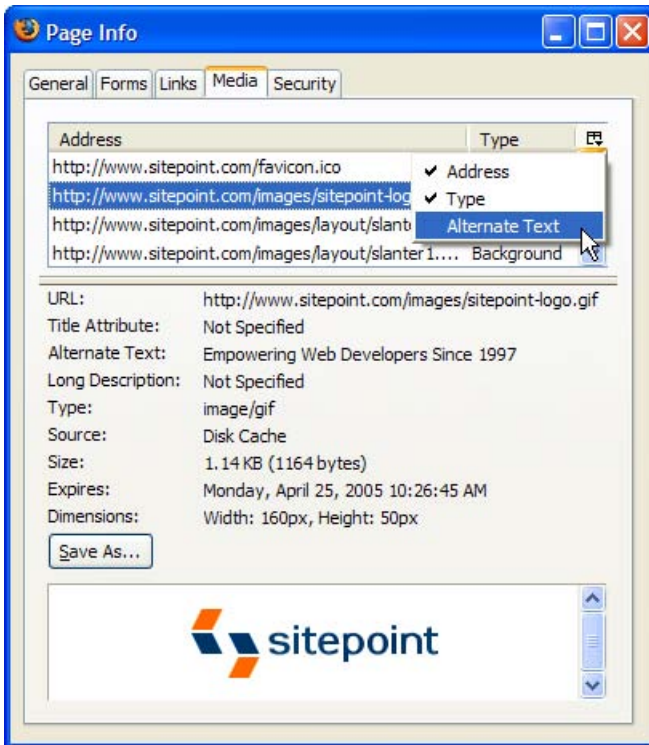 Page Info
General Forms Links Media Security
Address Type
http://www.sitepoint.com/favicon.ico
Address
http://www.sitepoint.com/images/sitepoint-log
Type
http://www.sitepoint.com/images/layout/slant
Alternate Text
http://www.sitepoint.com/images/layout/slanter1.... Background
URL: http://www.sitepoint.com/images/sitepoint-logo.gif
Title Attribute: Not Specified
Alternate Text: Empowering Web Developers Since 1997
Long Description: Not Specified
Type: image/gif
Source: Disk Cache
Size: 1.14 KB (1164 bytes)
Expires: Monday, April 25, 2005 10:26:45 AM
Dimensions: Width: 160px, Height: 50px
Save As...
sitepoint